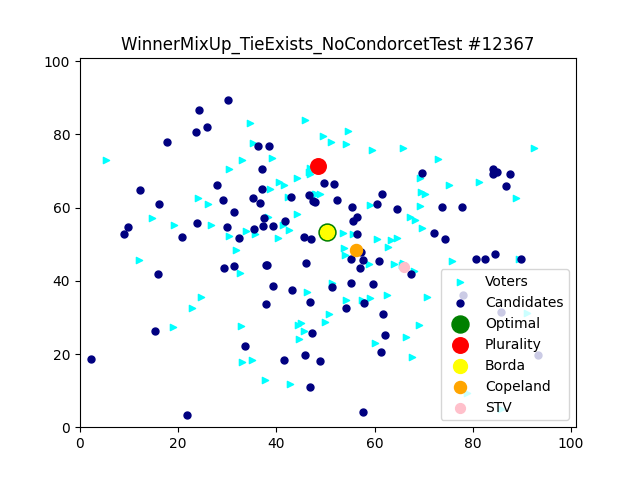 WinnerMixUp_TieExists_NoCondorcetTest #12367
100
80
60
40
20
0
0 20 40 60 80 100
Voters
Candidates
Optimal
Plurality
Borda
Copeland
STV